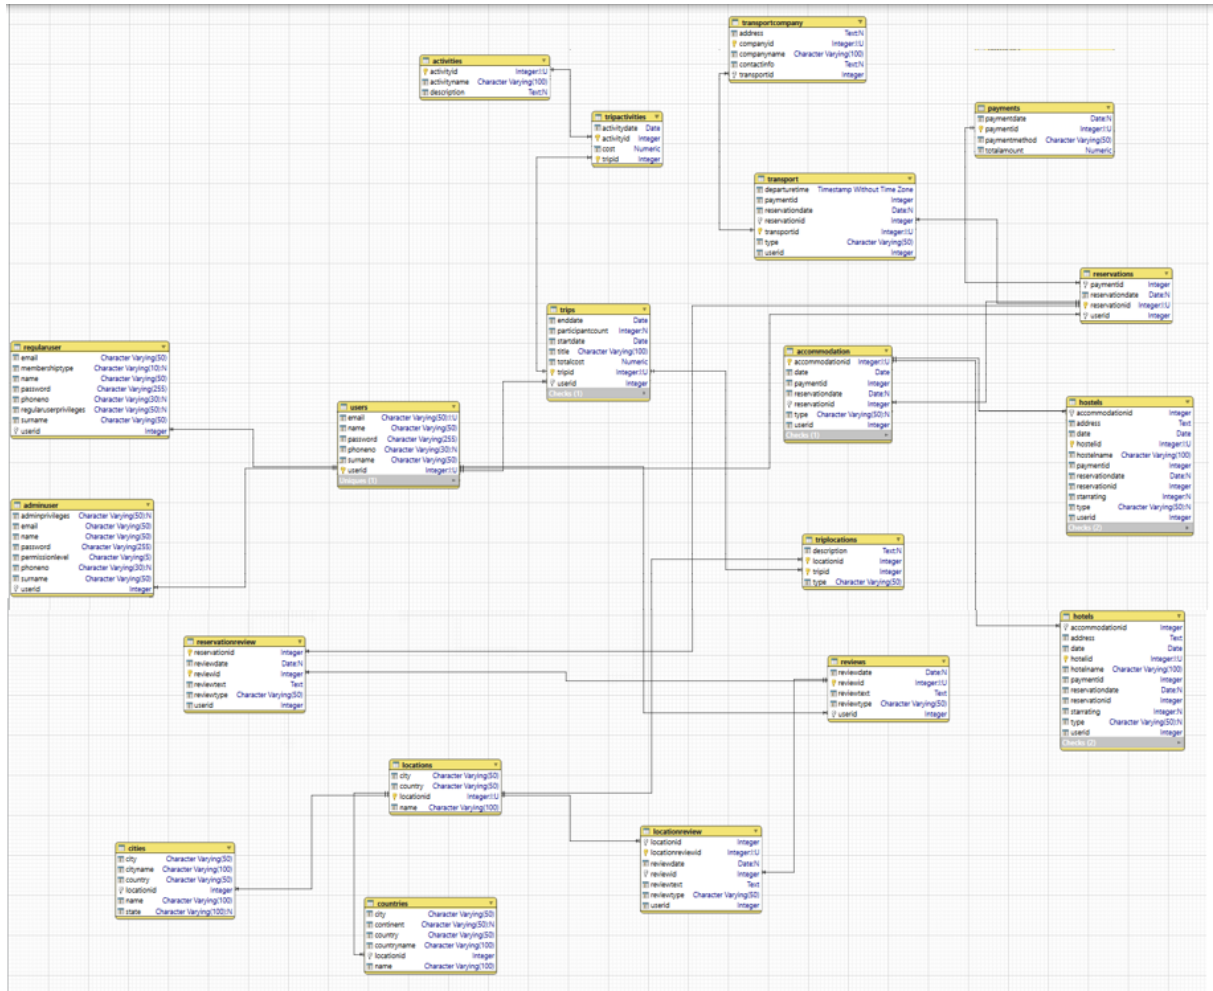 transportcompany
address Text:N
companyid Integer:I:U
companyname Character Varying(100)
contactinfo Text:N
transportid Integer
activities
activityid Integer:I:U
activityname Character Varying(100)
description Text:N
tripactivities
activitydate Date
activityid Integer
cost Numeric
tripid Integer
payments
paymentdate Date:N
paymentid Integer:I:U
paymentmethod Character Varying(50)
totalamount Numeric
transport
departuretime Timestamp Without Time Zone
paymentid Integer
reservationdate Date:N
reservationid Integer
transportid Integer:I:U
type Character Varying(50)
userid Integer
reservations
paymentid Integer
reservationdate Date:N
reservationid Integer:I:U
userid Integer
trips
enddate Date
participantcount Integer:N
startdate Date
title Character Varying(100)
totalcost Numeric
tripid Integer:I:U
userid Integer
Checks (1)
regularuser
email Character Varying(50)
membershiptype Character Varying(10):N
name Character Varying(50)
password Character Varying(255)
phoneno Character Varying(30):N
regularuserprivileges Character Varying(50):N
surname Character Varying(50)
userid Integer
accommodation
accommodationid Integer:I:U
date Date
paymentid Integer
reservationdate Date:N
reservationid Integer
type Character Varying(50):N
userid Integer
Checks (1)
users
email Character Varying(50):U
name Character Varying(50)
password Character Varying(255)
phoneno Character Varying(30):N
surname Character Varying(50)
userid Integer:I:U
Uniques (1)
hostels
accommodationid Integer
address Text
date Date
hostelid Integer:I:U
hostelname Character Varying(100)
paymentid Integer
reservationdate Date:N
reservationid Integer
starrating Integer:N
type Character Varying(50):N
userid Integer
Checks (2)
adminuser
adminprivileges Character Varying(50):N
email Character Varying(50)
name Character Varying(50)
password Character Varying(255)
permissionlevel Character Varying(5)
phoneno Character Varying(30):N
surname Character Varying(50)
userid Integer
triplocations
description Text:N
locationid Integer
tripid Integer
type Character Varying(50)
hotels
accommodationid Integer
address Text
date Date
hotelid Integer:I:U
hotelname Character Varying(100)
paymentid Integer
reservationdate Date:N
reservationid Integer
starrating Integer:N
type Character Varying(50):N
userid Integer
Checks (2)
reservationreview
reservationid Integer
reviewdate Date:N
reviewid Integer
reviewtext Text
reviewtype Character Varying(50)
userid Integer
reviews
reviewdate Date:N
reviewid Integer:I:U
reviewtext Text
reviewtype Character Varying(50)
userid Integer
locations
city Character Varying(50)
country Character Varying(50)
locationid Integer:I:U
name Character Varying(100)
locationreview
locationid Integer
locationreviewid Integer:I:U
reviewdate Date:N
reviewid Integer
reviewtext Text
reviewtype Character Varying(50)
userid Integer
cities
city Character Varying(50)
cityname Character Varying(100)
country Character Varying(50)
locationid Integer
name Character Varying(100)
state Character Varying(100):N
countries
city Character Varying(50)
continent Character Varying(50):N
country Character Varying(50)
countryname Character Varying(100)
locationid Integer
name Character Varying(100)